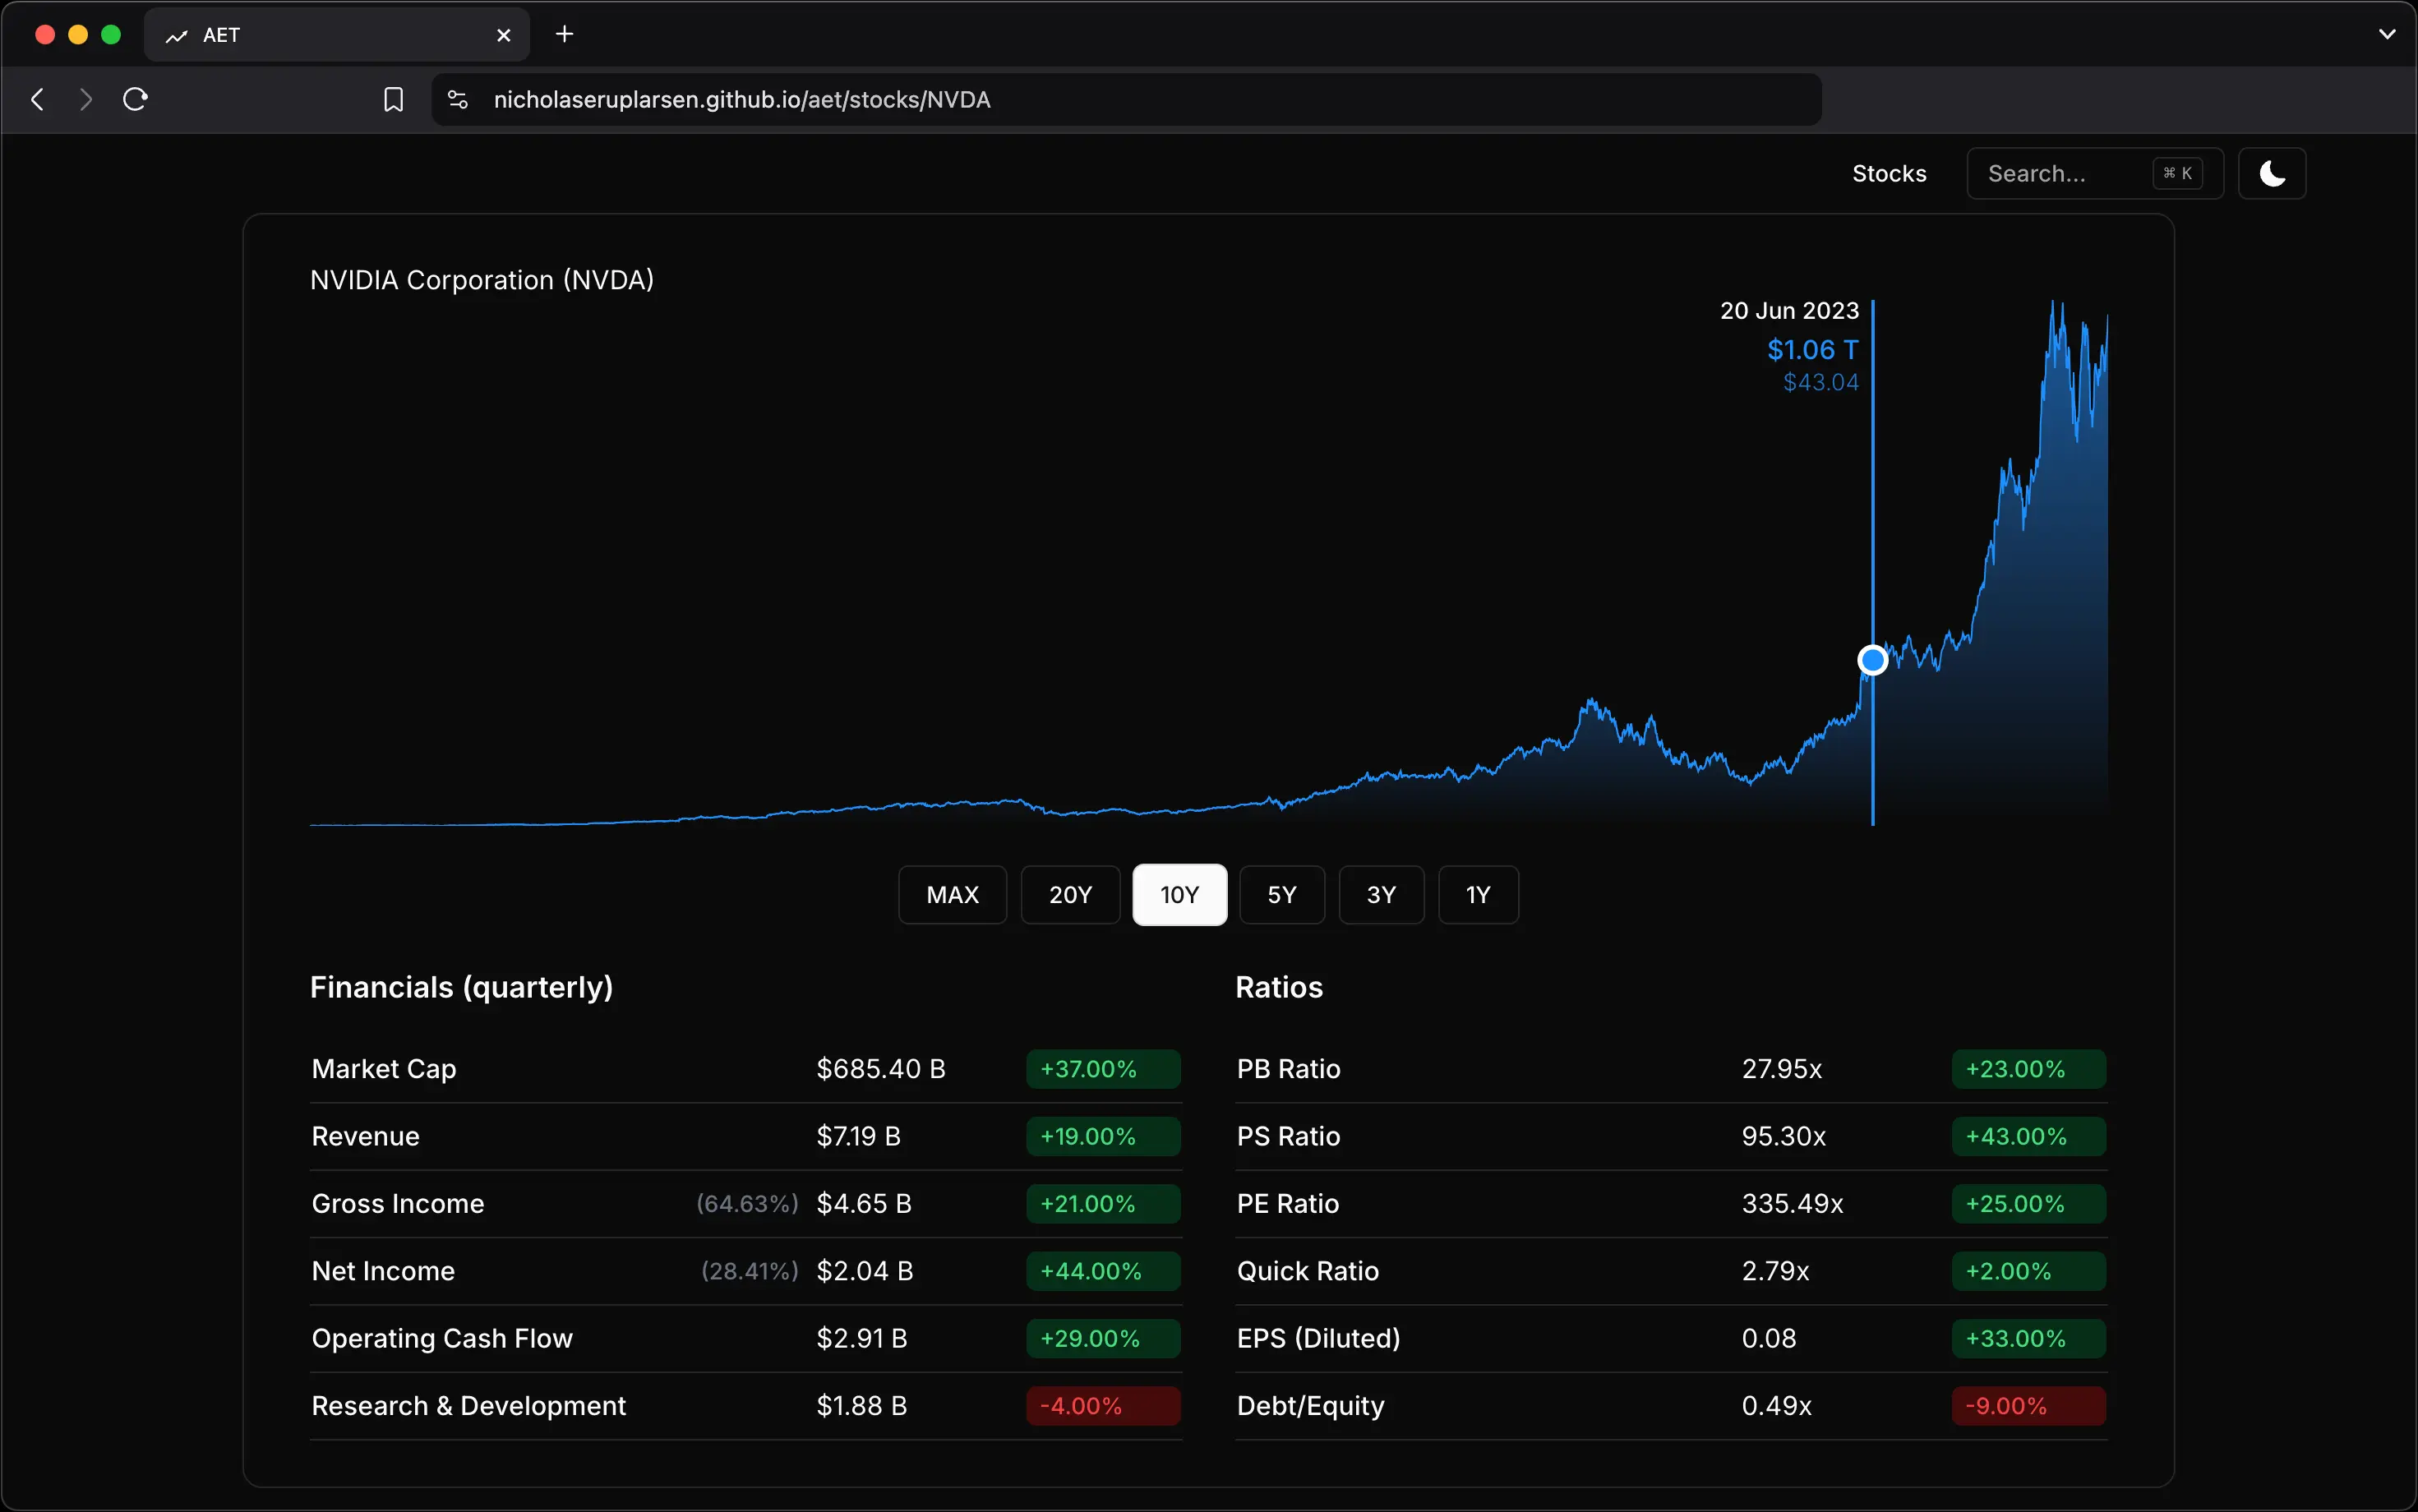 AET
nicholaseruplarsen.github.io/aet/stocks/NVDA
Stocks
Search...
⌘ K
NVIDIA Corporation (NVDA)
20 Jun 2023
$1.06 T
$43.04
MAX
20Y
10Y
5Y
3Y
1Y
Financials (quarterly)
Market Cap $685.40 B +37.00%
Revenue $7.19 B +19.00%
Gross Income (64.63%) $4.65 B +21.00%
Net Income (28.41%) $2.04 B +44.00%
Operating Cash Flow $2.91 B +29.00%
Research & Development $1.88 B -4.00%
Ratios
PB Ratio 27.95x +23.00%
PS Ratio 95.30x +43.00%
PE Ratio 335.49x +25.00%
Quick Ratio 2.79x +2.00%
EPS (Diluted) 0.08 +33.00%
Debt/Equity 0.49x -9.00%